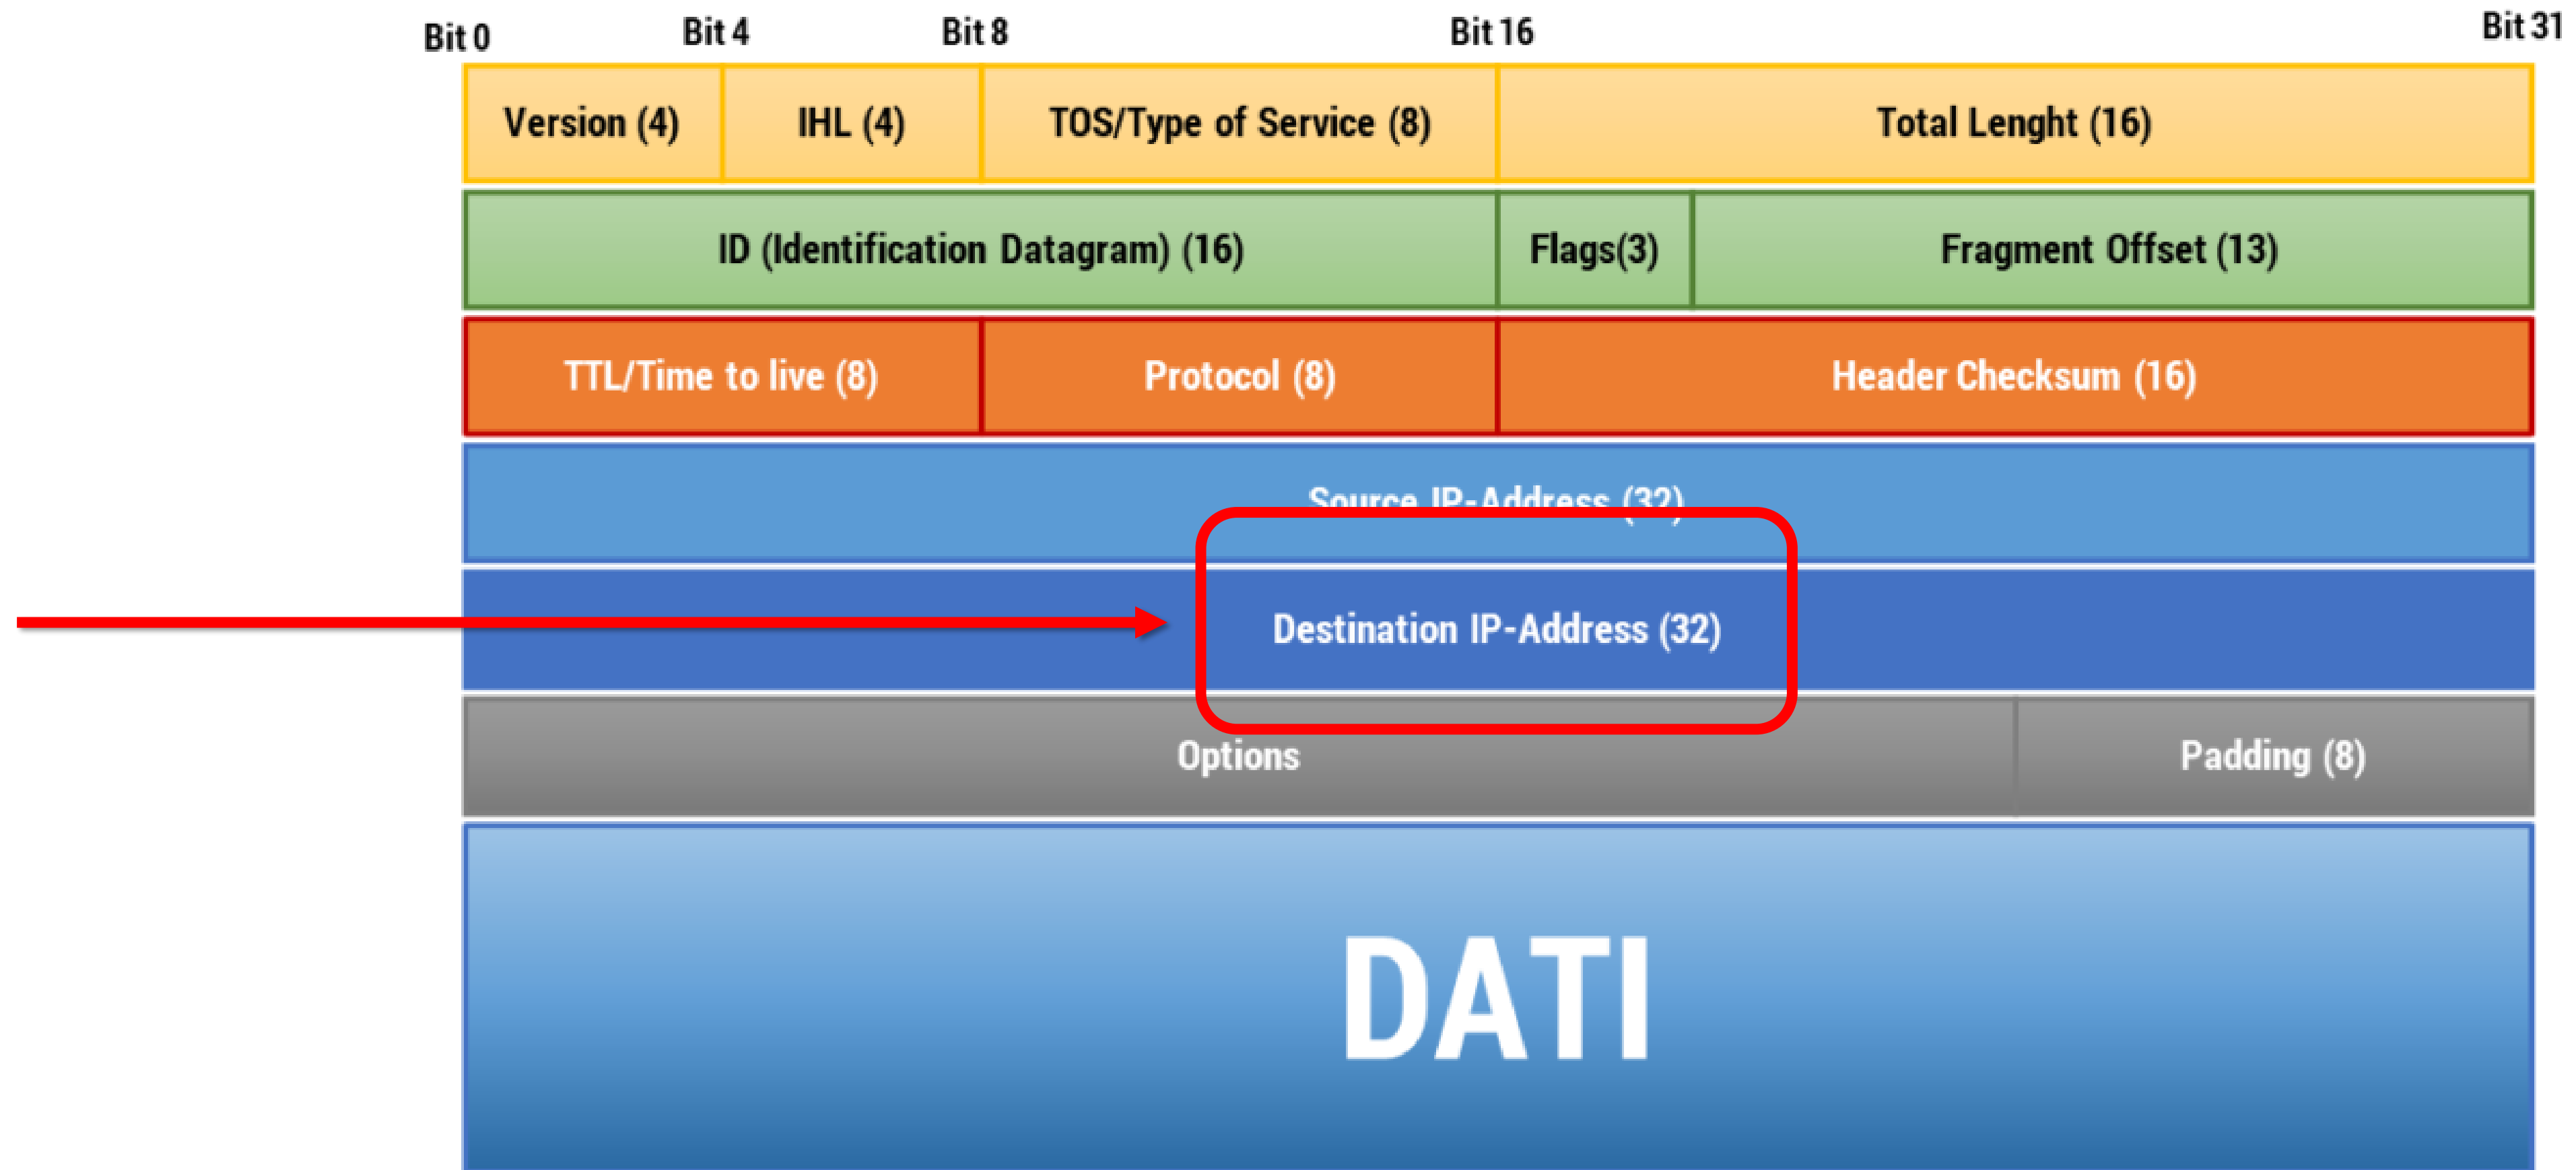 Bit 0 Bit 4 Bit 8 Bit 16 Bit 31
Version (4) IHL (4) TOS/Type of Service (8) Total Lenght (16)
ID (Identification Datagram) (16) Flags(3) Fragment Offset (13)
TTL/Time to live (8) Protocol (8) Header Checksum (16)
Source IP-Address (32)
Destination IP-Address (32)
Options Padding (8)
DATI